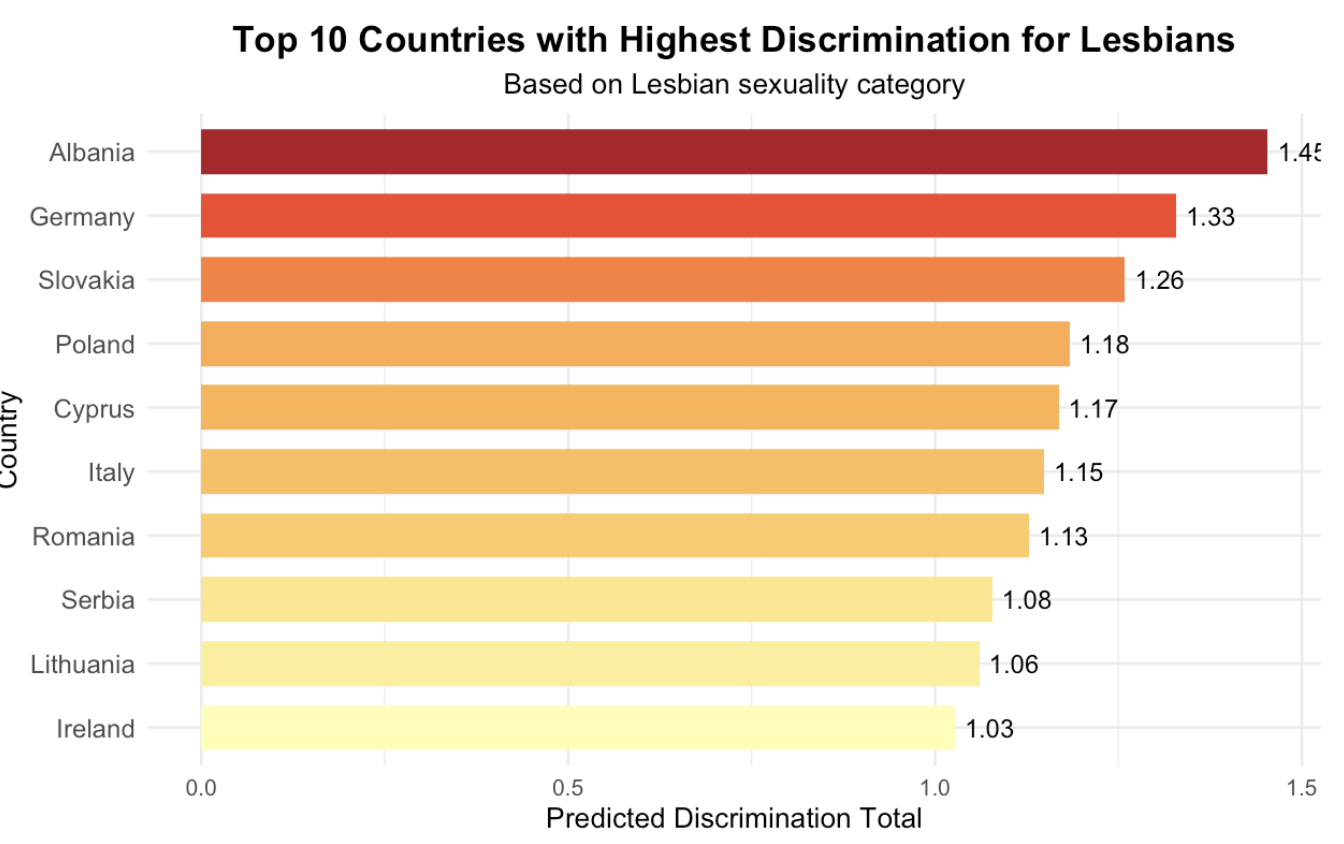 Top 10 Countries with Highest Discrimination for Lesbians
Based on Lesbian sexuality category
Albania 1.45
Germany 1.33
Slovakia 1.26
Poland 1.18
Cyprus 1.17
Italy 1.15
Romania 1.13
Serbia 1.08
Lithuania 1.06
Ireland 1.03
Country
0.0 0.5 1.0 1.5
Predicted Discrimination Total